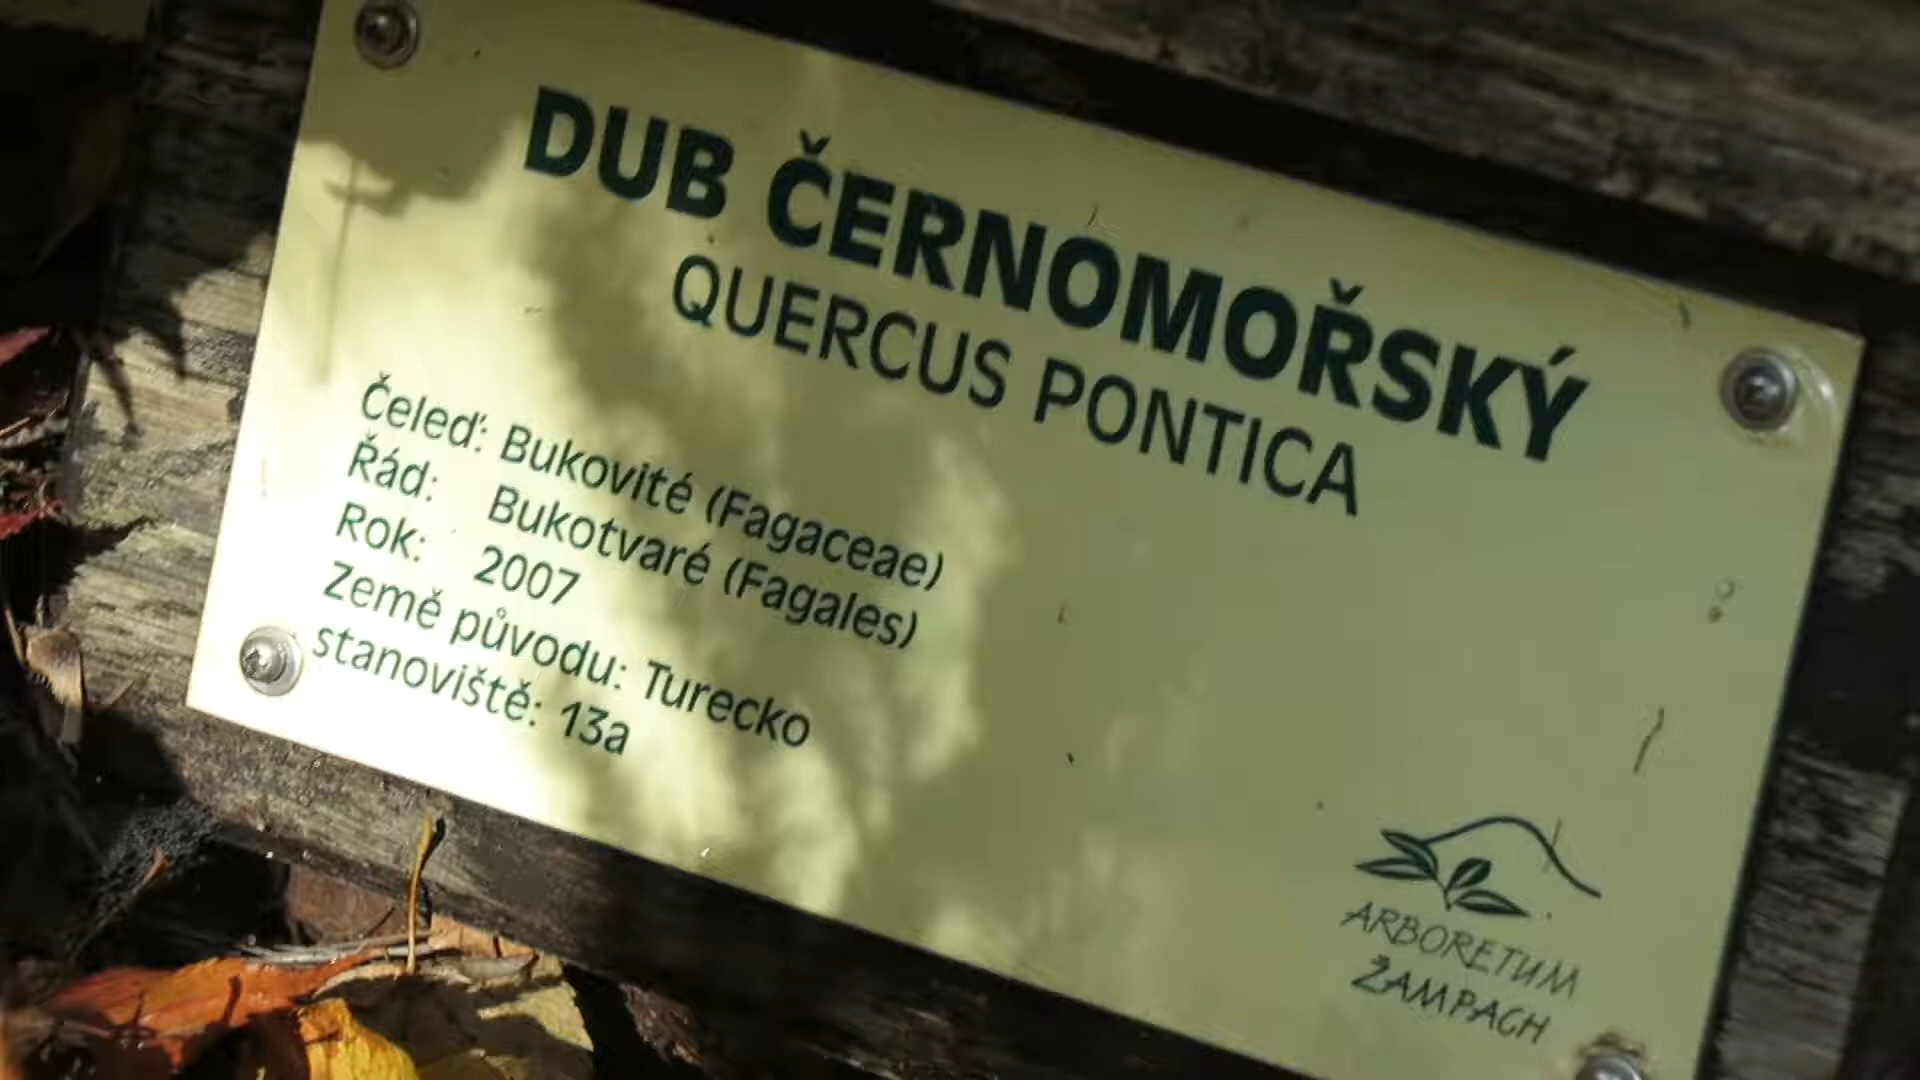 DUB ČERNOMOŘSKÝ
QUERCUS PONTICA
Čeleď: Bukovité (Fagaceae)
Řád: Bukotvaré (Fagales)
Rok: 2007
Země původu: Turecko
stanoviště: 13a
ARBORETUM
ŽAMPACH